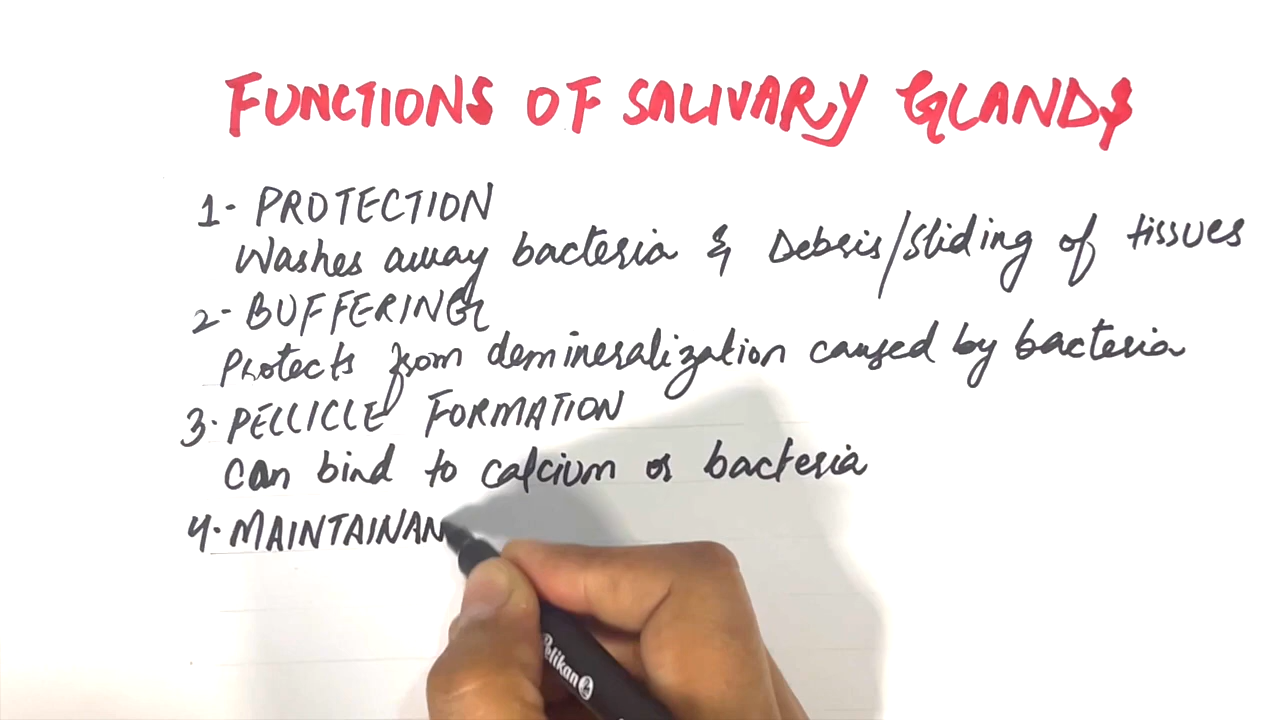 FUNCTIONS OF SALIVARY GLANDS
1- PROTECTION
Washes away bacteria & Debris/sliding of tissues
2- BUFFERING
Protects from demineralization caused by bacteria
3. PELLICLE FORMATION
Can bind to calcium or bacteria
4. MAINTAINAN
Pelikan